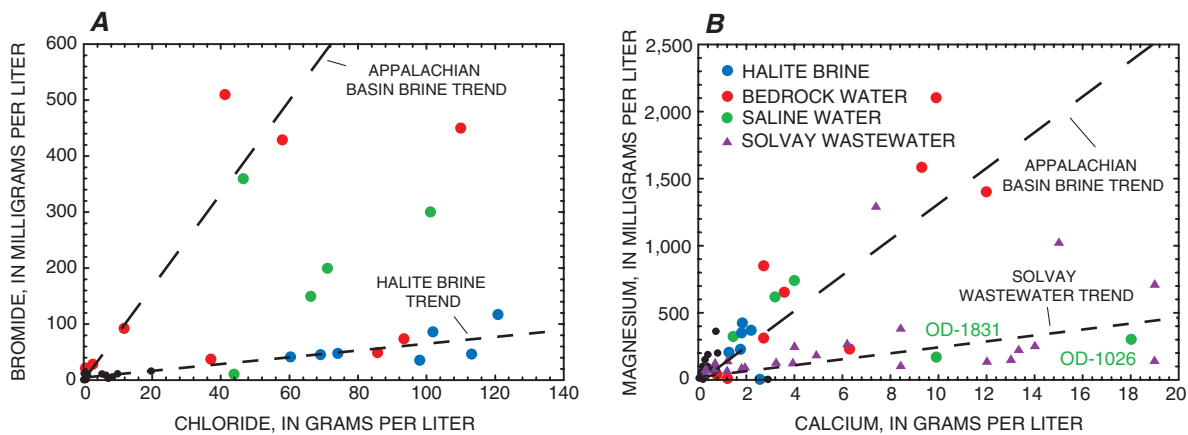 A
BROMIDE, IN MILLIGRAMS PER LITER
600
500
400
300
200
100
0
APPALACHIAN
BASIN BRINE TREND
HALITE BRINE
TREND
0 20 40 60 80 100 120 140
CHLORIDE, IN GRAMS PER LITER
B
MAGNESIUM, IN MILLIGRAMS PER LITER
2,500
2,000
1,500
1,000
500
0
HALITE BRINE
BEDROCK WATER
SALINE WATER
SOLVAY WASTEWATER
APPALACHIAN
BASIN BRINE TREND
SOLVAY
WASTEWATER TREND
OD-1831
OD-1026
0 2 4 6 8 10 12 14 16 18 20
CALCIUM, IN GRAMS PER LITER